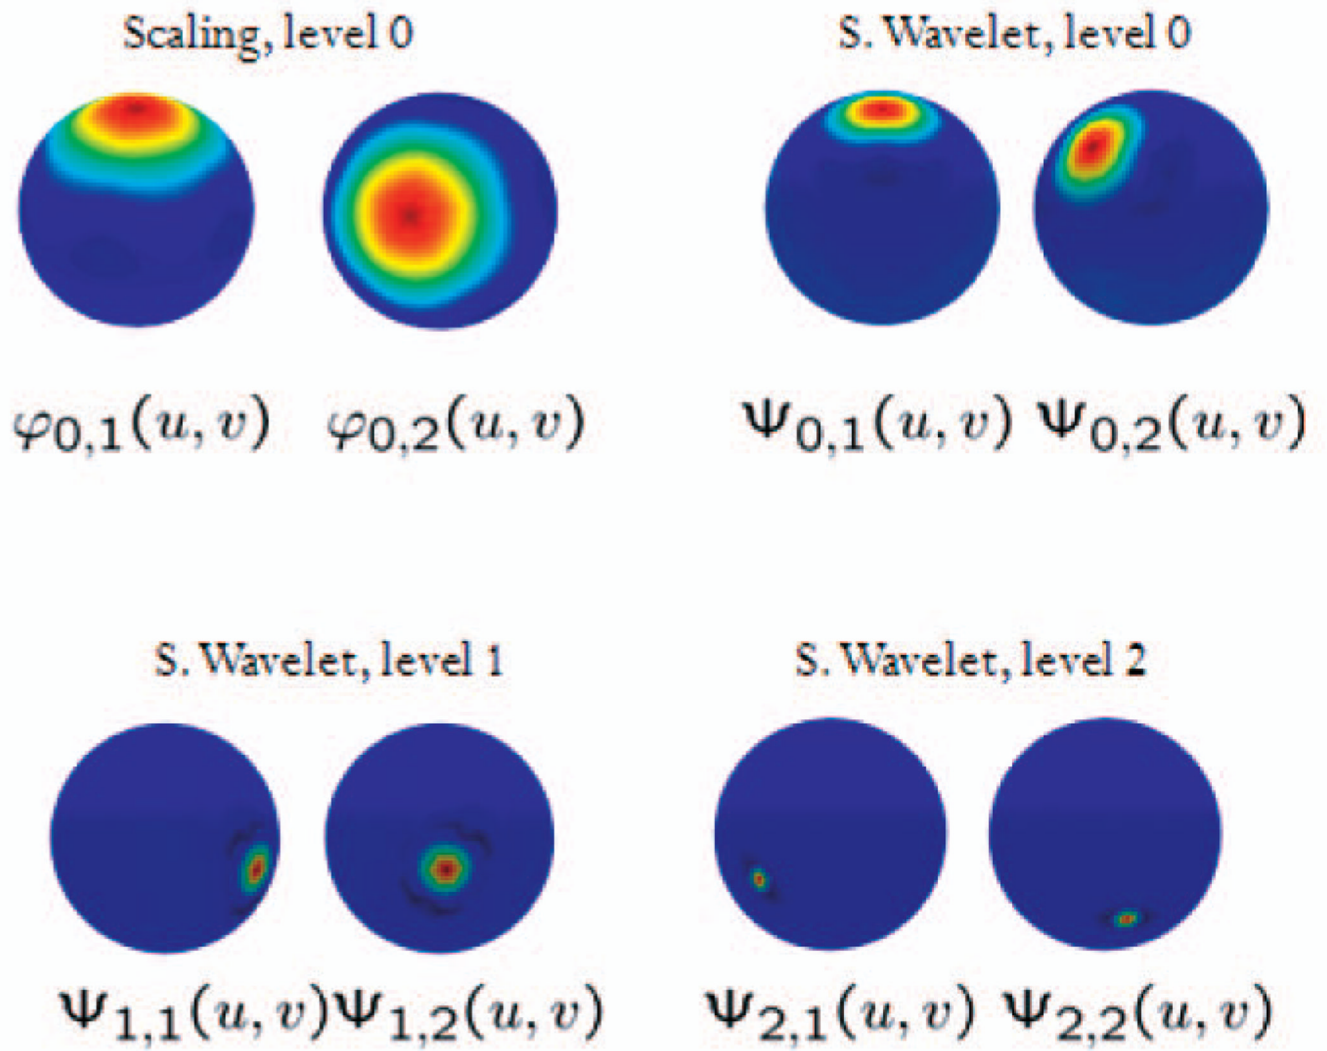 Scaling, level 0
S. Wavelet, level 0
φ0,1(u, v) φ0,2(u, v)
Ψ0,1(u, v) Ψ0,2(u, v)
S. Wavelet, level 1
S. Wavelet, level 2
Ψ1,1(u, v) Ψ1,2(u, v)
Ψ2,1(u, v) Ψ2,2(u, v)